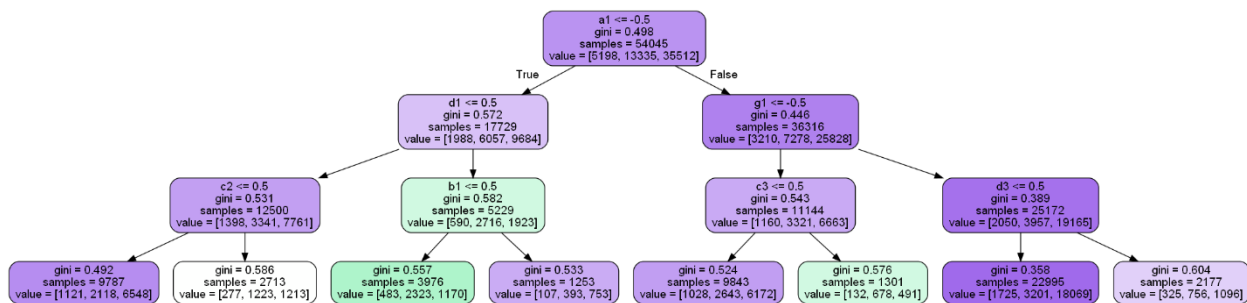 a1 <= -0.5
gini = 0.498
samples = 54045
value = [5198, 13335, 35512]
True
False
d1 <= 0.5
gini = 0.572
samples = 17729
value = [1988, 6057, 9684]
g1 <= -0.5
gini = 0.446
samples = 36316
value = [3210, 7278, 25828]
c2 <= 0.5
gini = 0.531
samples = 12500
value = [1398, 3341, 7761]
b1 <= 0.5
gini = 0.582
samples = 5229
value = [590, 2716, 1923]
c3 <= 0.5
gini = 0.543
samples = 11144
value = [1160, 3321, 6663]
d3 <= 0.5
gini = 0.389
samples = 25172
value = [2050, 3957, 19165]
gini = 0.492
samples = 9787
value = [1121, 2118, 6548]
gini = 0.586
samples = 2713
value = [277, 1223, 1213]
gini = 0.557
samples = 3976
value = [483, 2323, 1170]
gini = 0.533
samples = 1253
value = [107, 393, 753]
gini = 0.524
samples = 9843
value = [1028, 2643, 6172]
gini = 0.576
samples = 1301
value = [132, 678, 491]
gini = 0.358
samples = 22995
value = [1725, 3201, 18069]
gini = 0.604
samples = 2177
value = [325, 756, 1096]